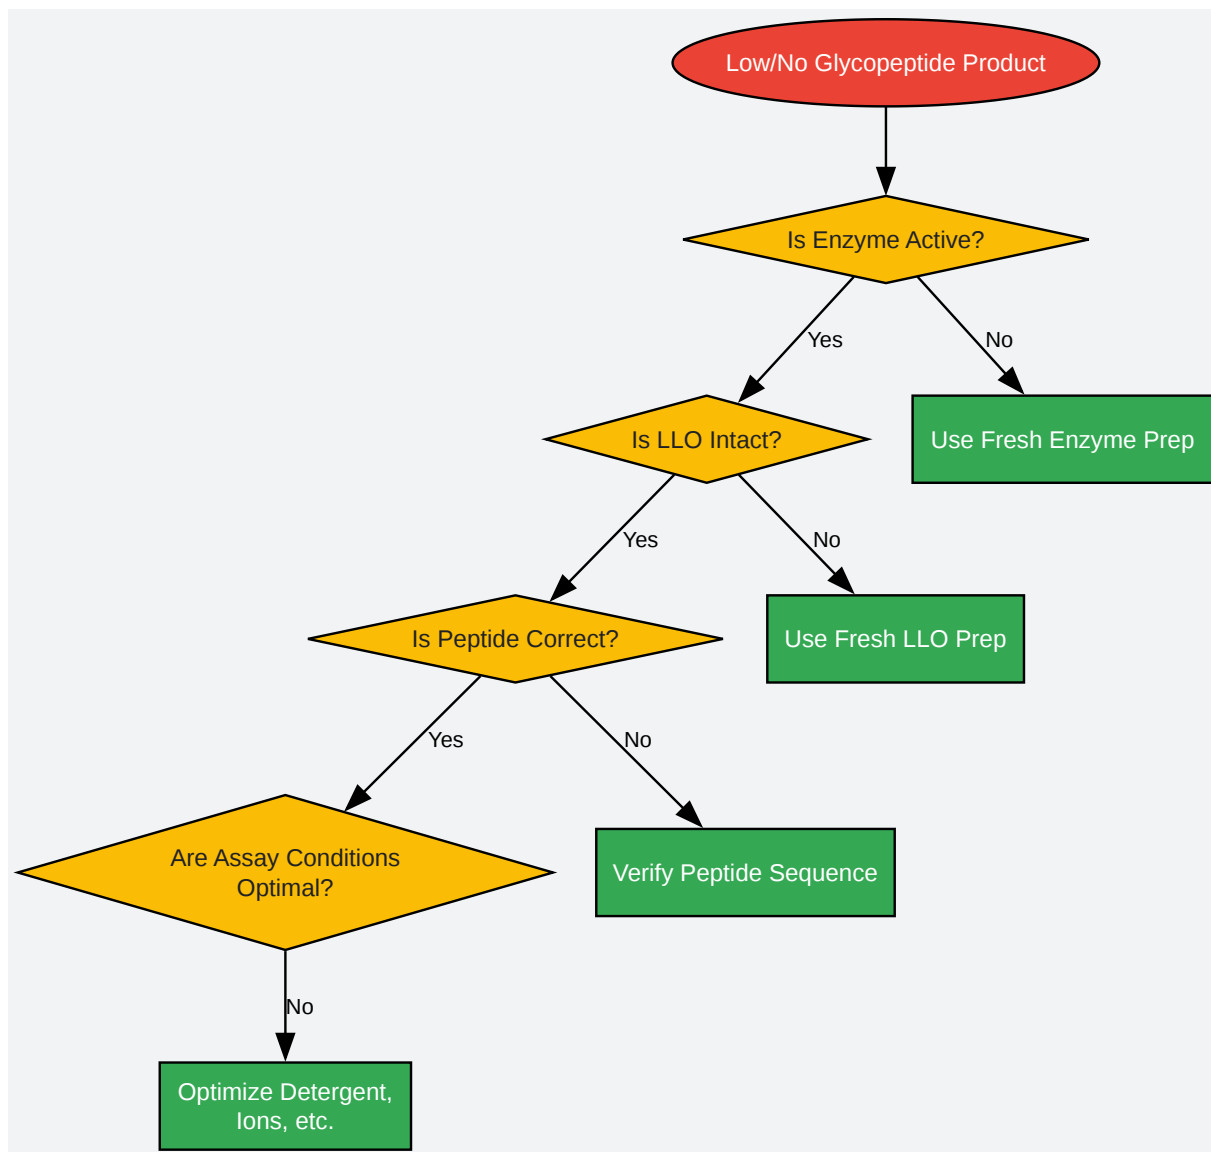 Low/No Glycopeptide Product
Is Enzyme Active?
Yes
No
Is LLO Intact?
Use Fresh Enzyme Prep
Yes
No
Is Peptide Correct?
Use Fresh LLO Prep
Yes
No
Are Assay Conditions
Optimal?
Verify Peptide Sequence
No
Optimize Detergent,
Ions, etc.